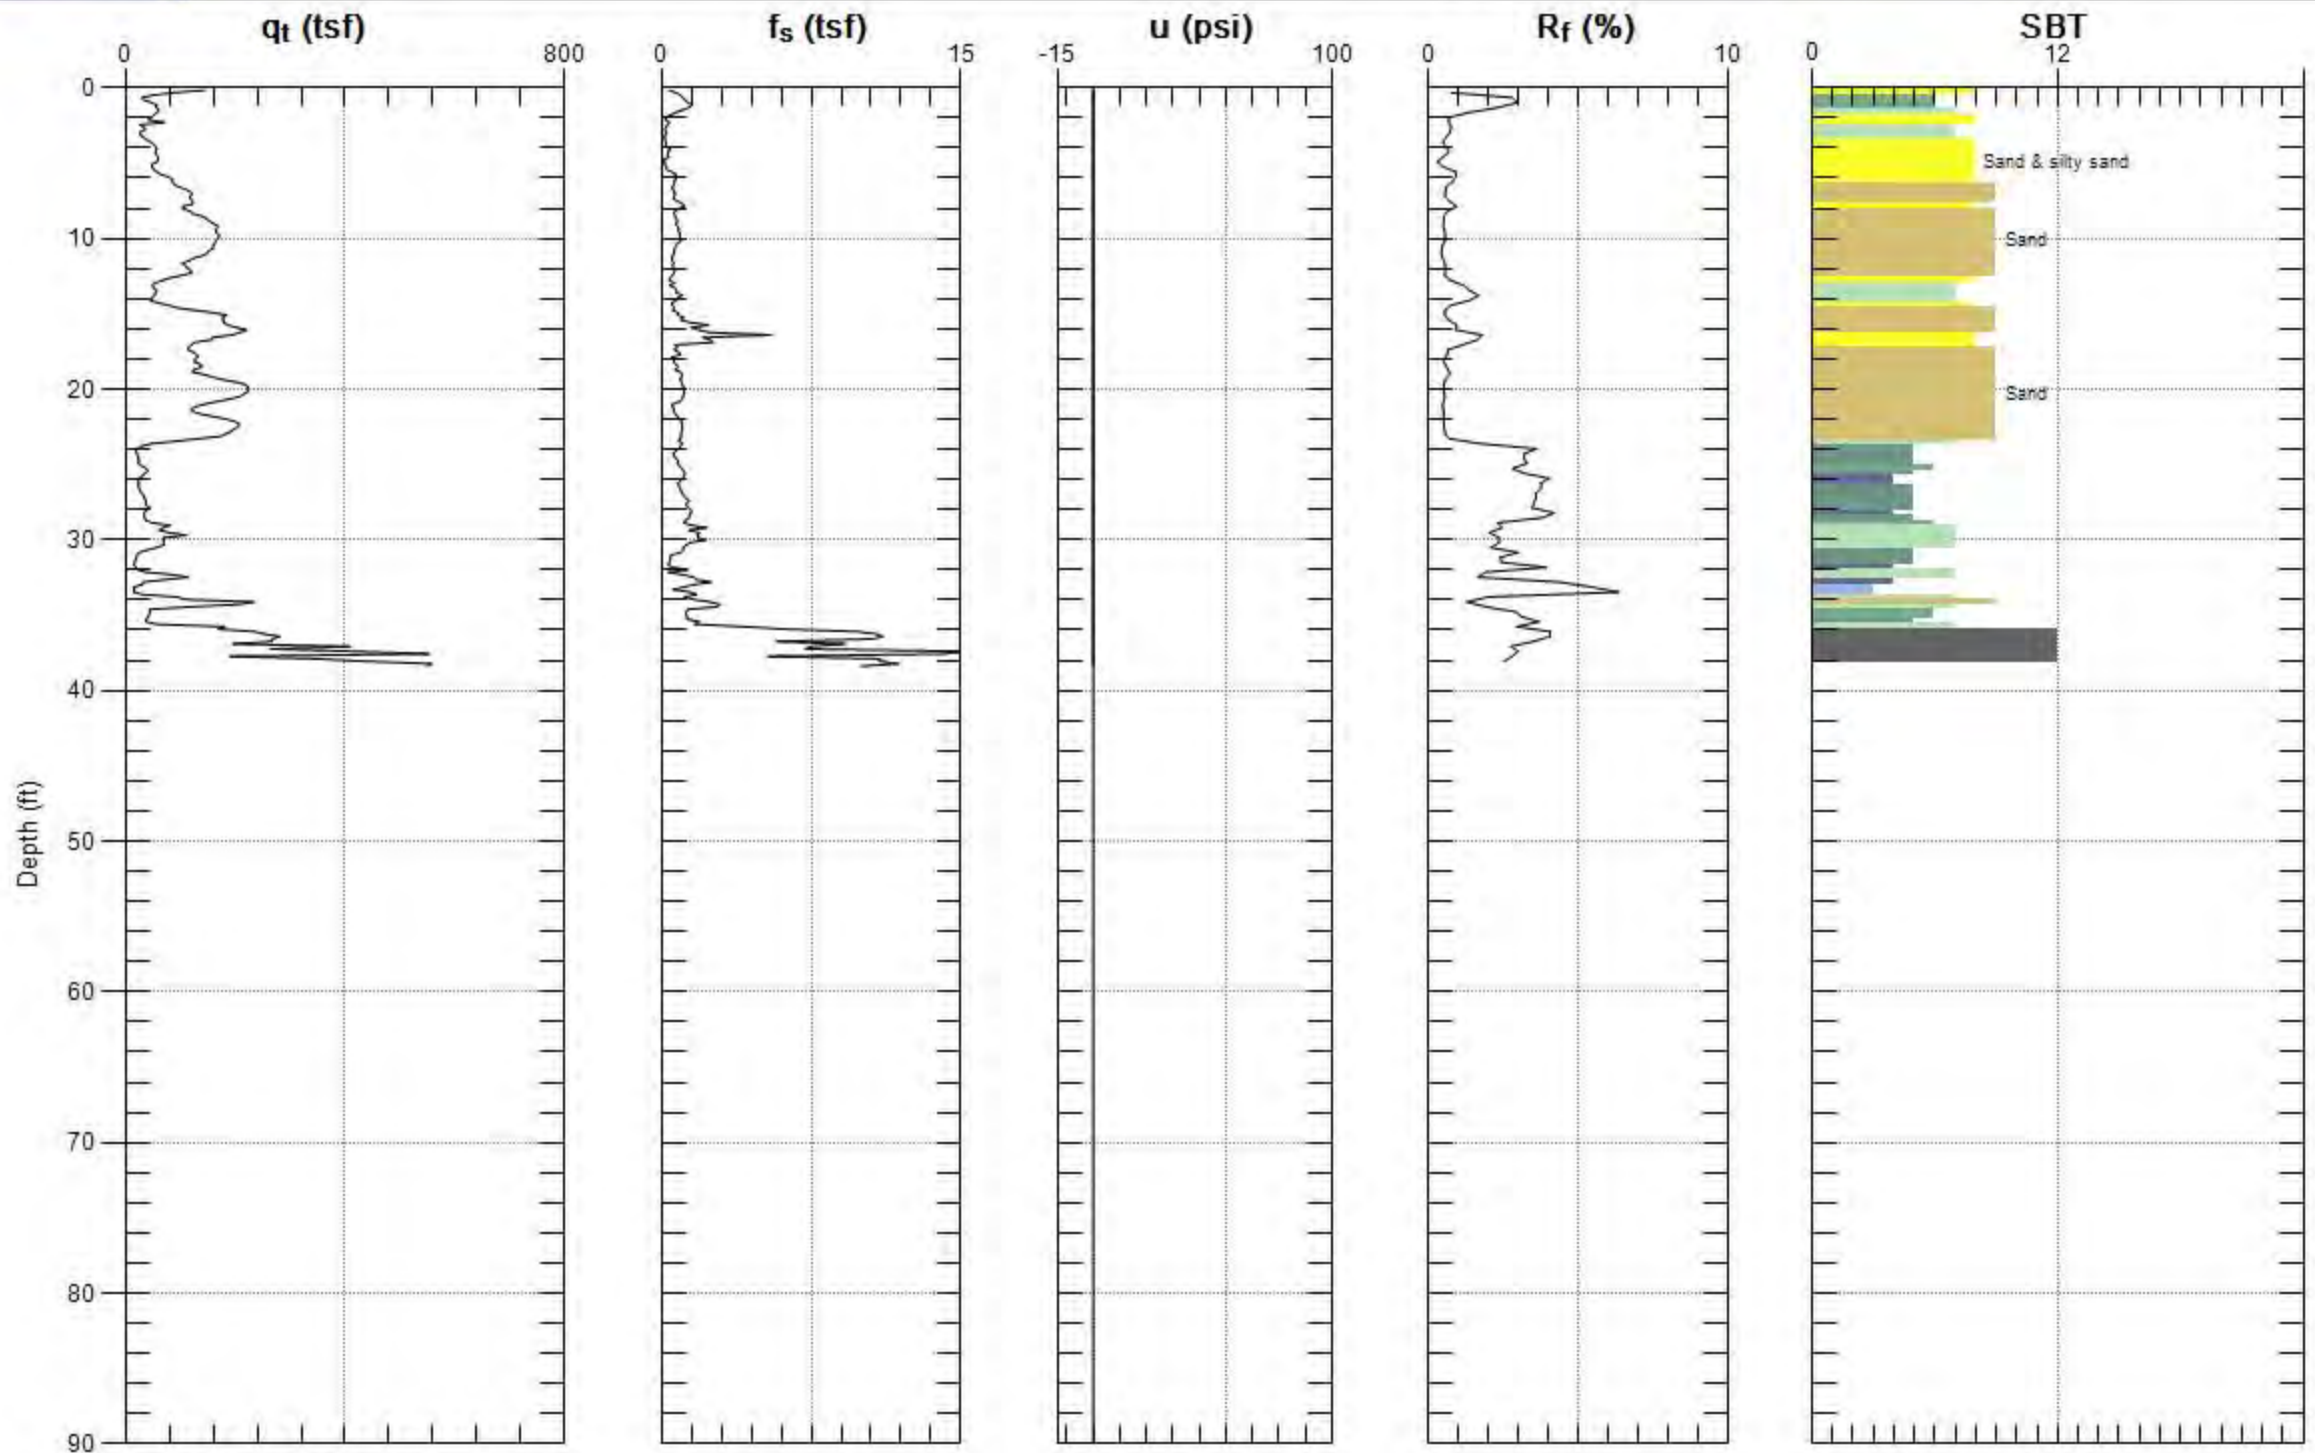 qt (tsf) fs (tsf) u (psi) Rf (%) SBT
0 800 0 15 -15 100 0 10 0 12
0
Sand & silty sand
10
Sand
20
Sand
30
40
50
Depth (ft)
60
70
80
90